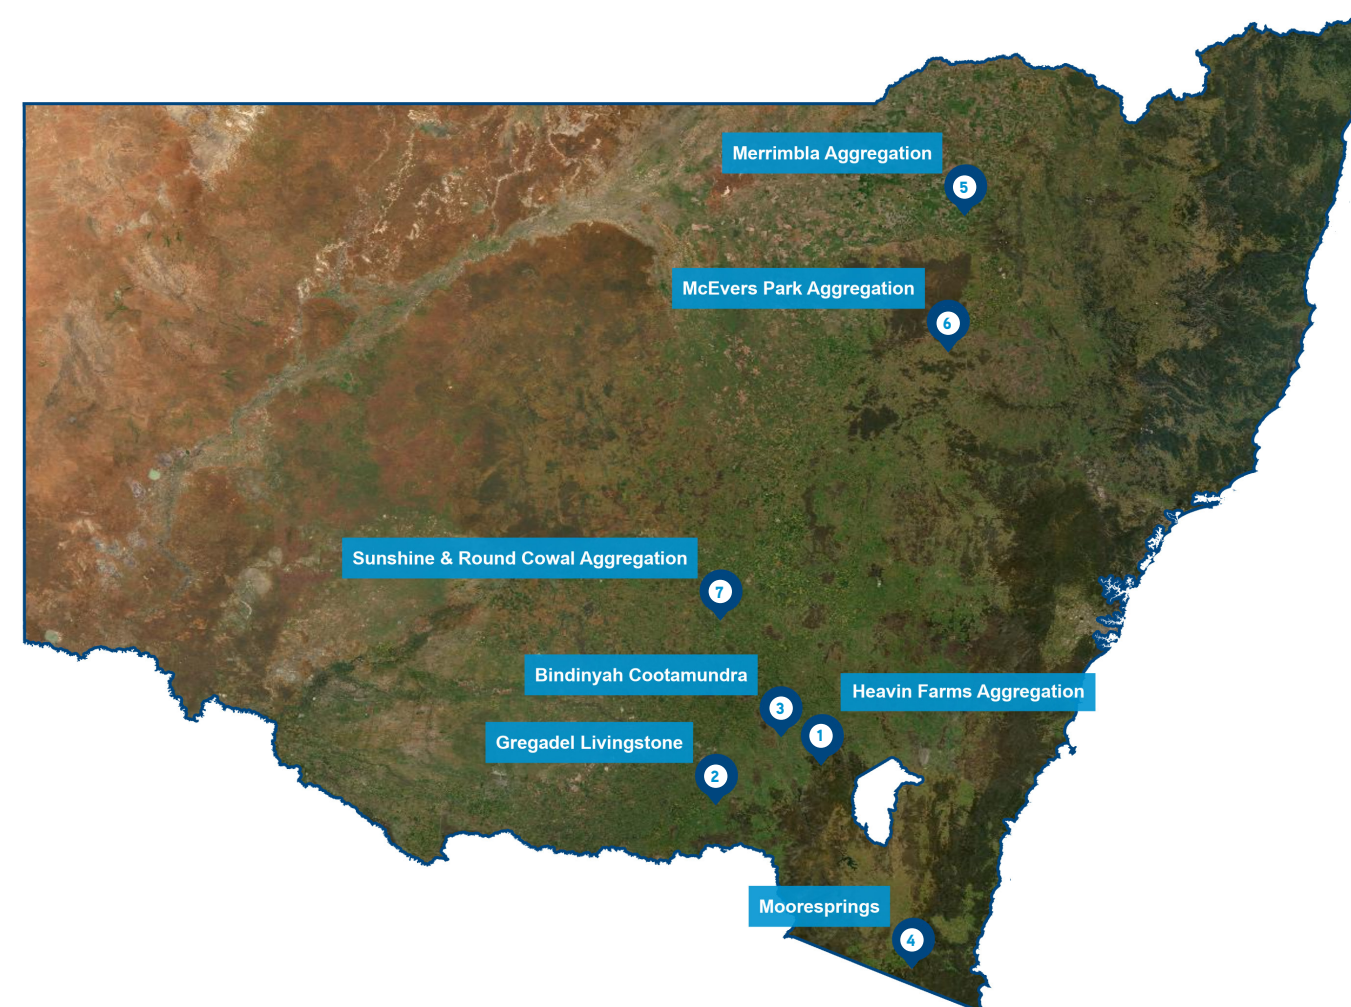 Merrimbla Aggregation
5
McEvers Park Aggregation
6
Sunshine & Round Cowal Aggregation
7
Bindinyah Cootamundra
3
Heavin Farms Aggregation
1
Gregadel Livingstone
2
Mooresprings
4